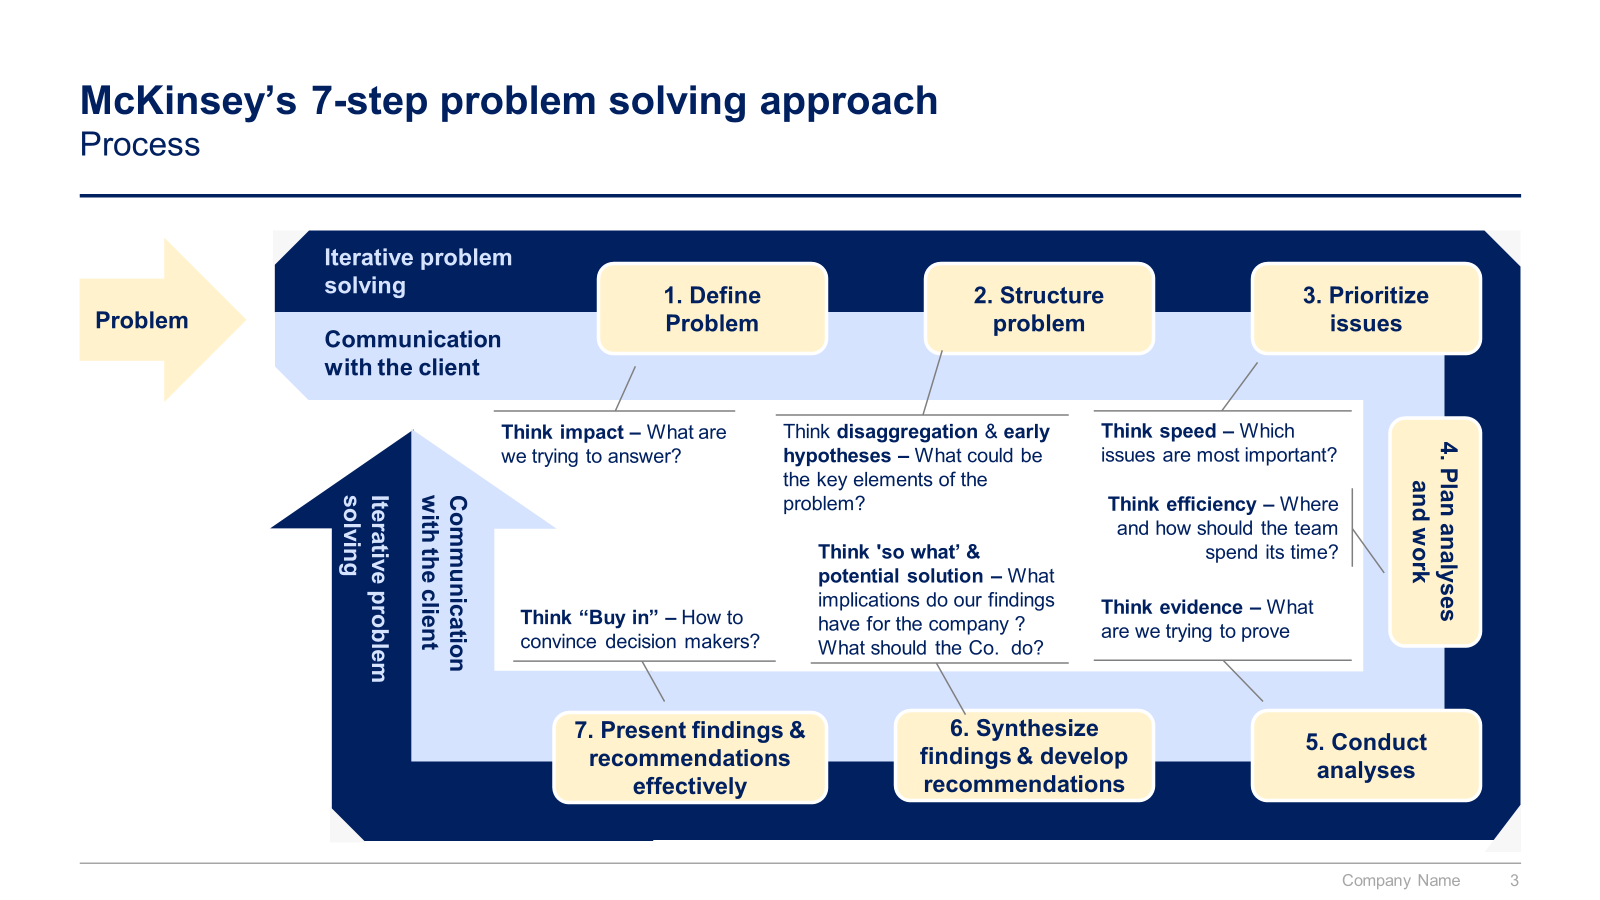 McKinsey’s 7-step problem solving approach
Process
Problem
Iterative problem
solving
Communication
with the client
1. Define
Problem
2. Structure
problem
3. Prioritize
issues
Think impact – What are
we trying to answer?
Think disaggregation & early
hypotheses – What could be
the key elements of the
problem?
Think speed – Which
issues are most important?
Think efficiency – Where
and how should the team
spend its time?
4. Plan analyses
and work
Think evidence – What
are we trying to prove
5. Conduct
analyses
Think 'so what’ &
potential solution – What
implications do our findings
have for the company ?
What should the Co. do?
6. Synthesize
findings & develop
recommendations
Think “Buy in” – How to
convince decision makers?
7. Present findings &
recommendations
effectively
Iterative problem
solving
Communication
with the client
Company Name
3